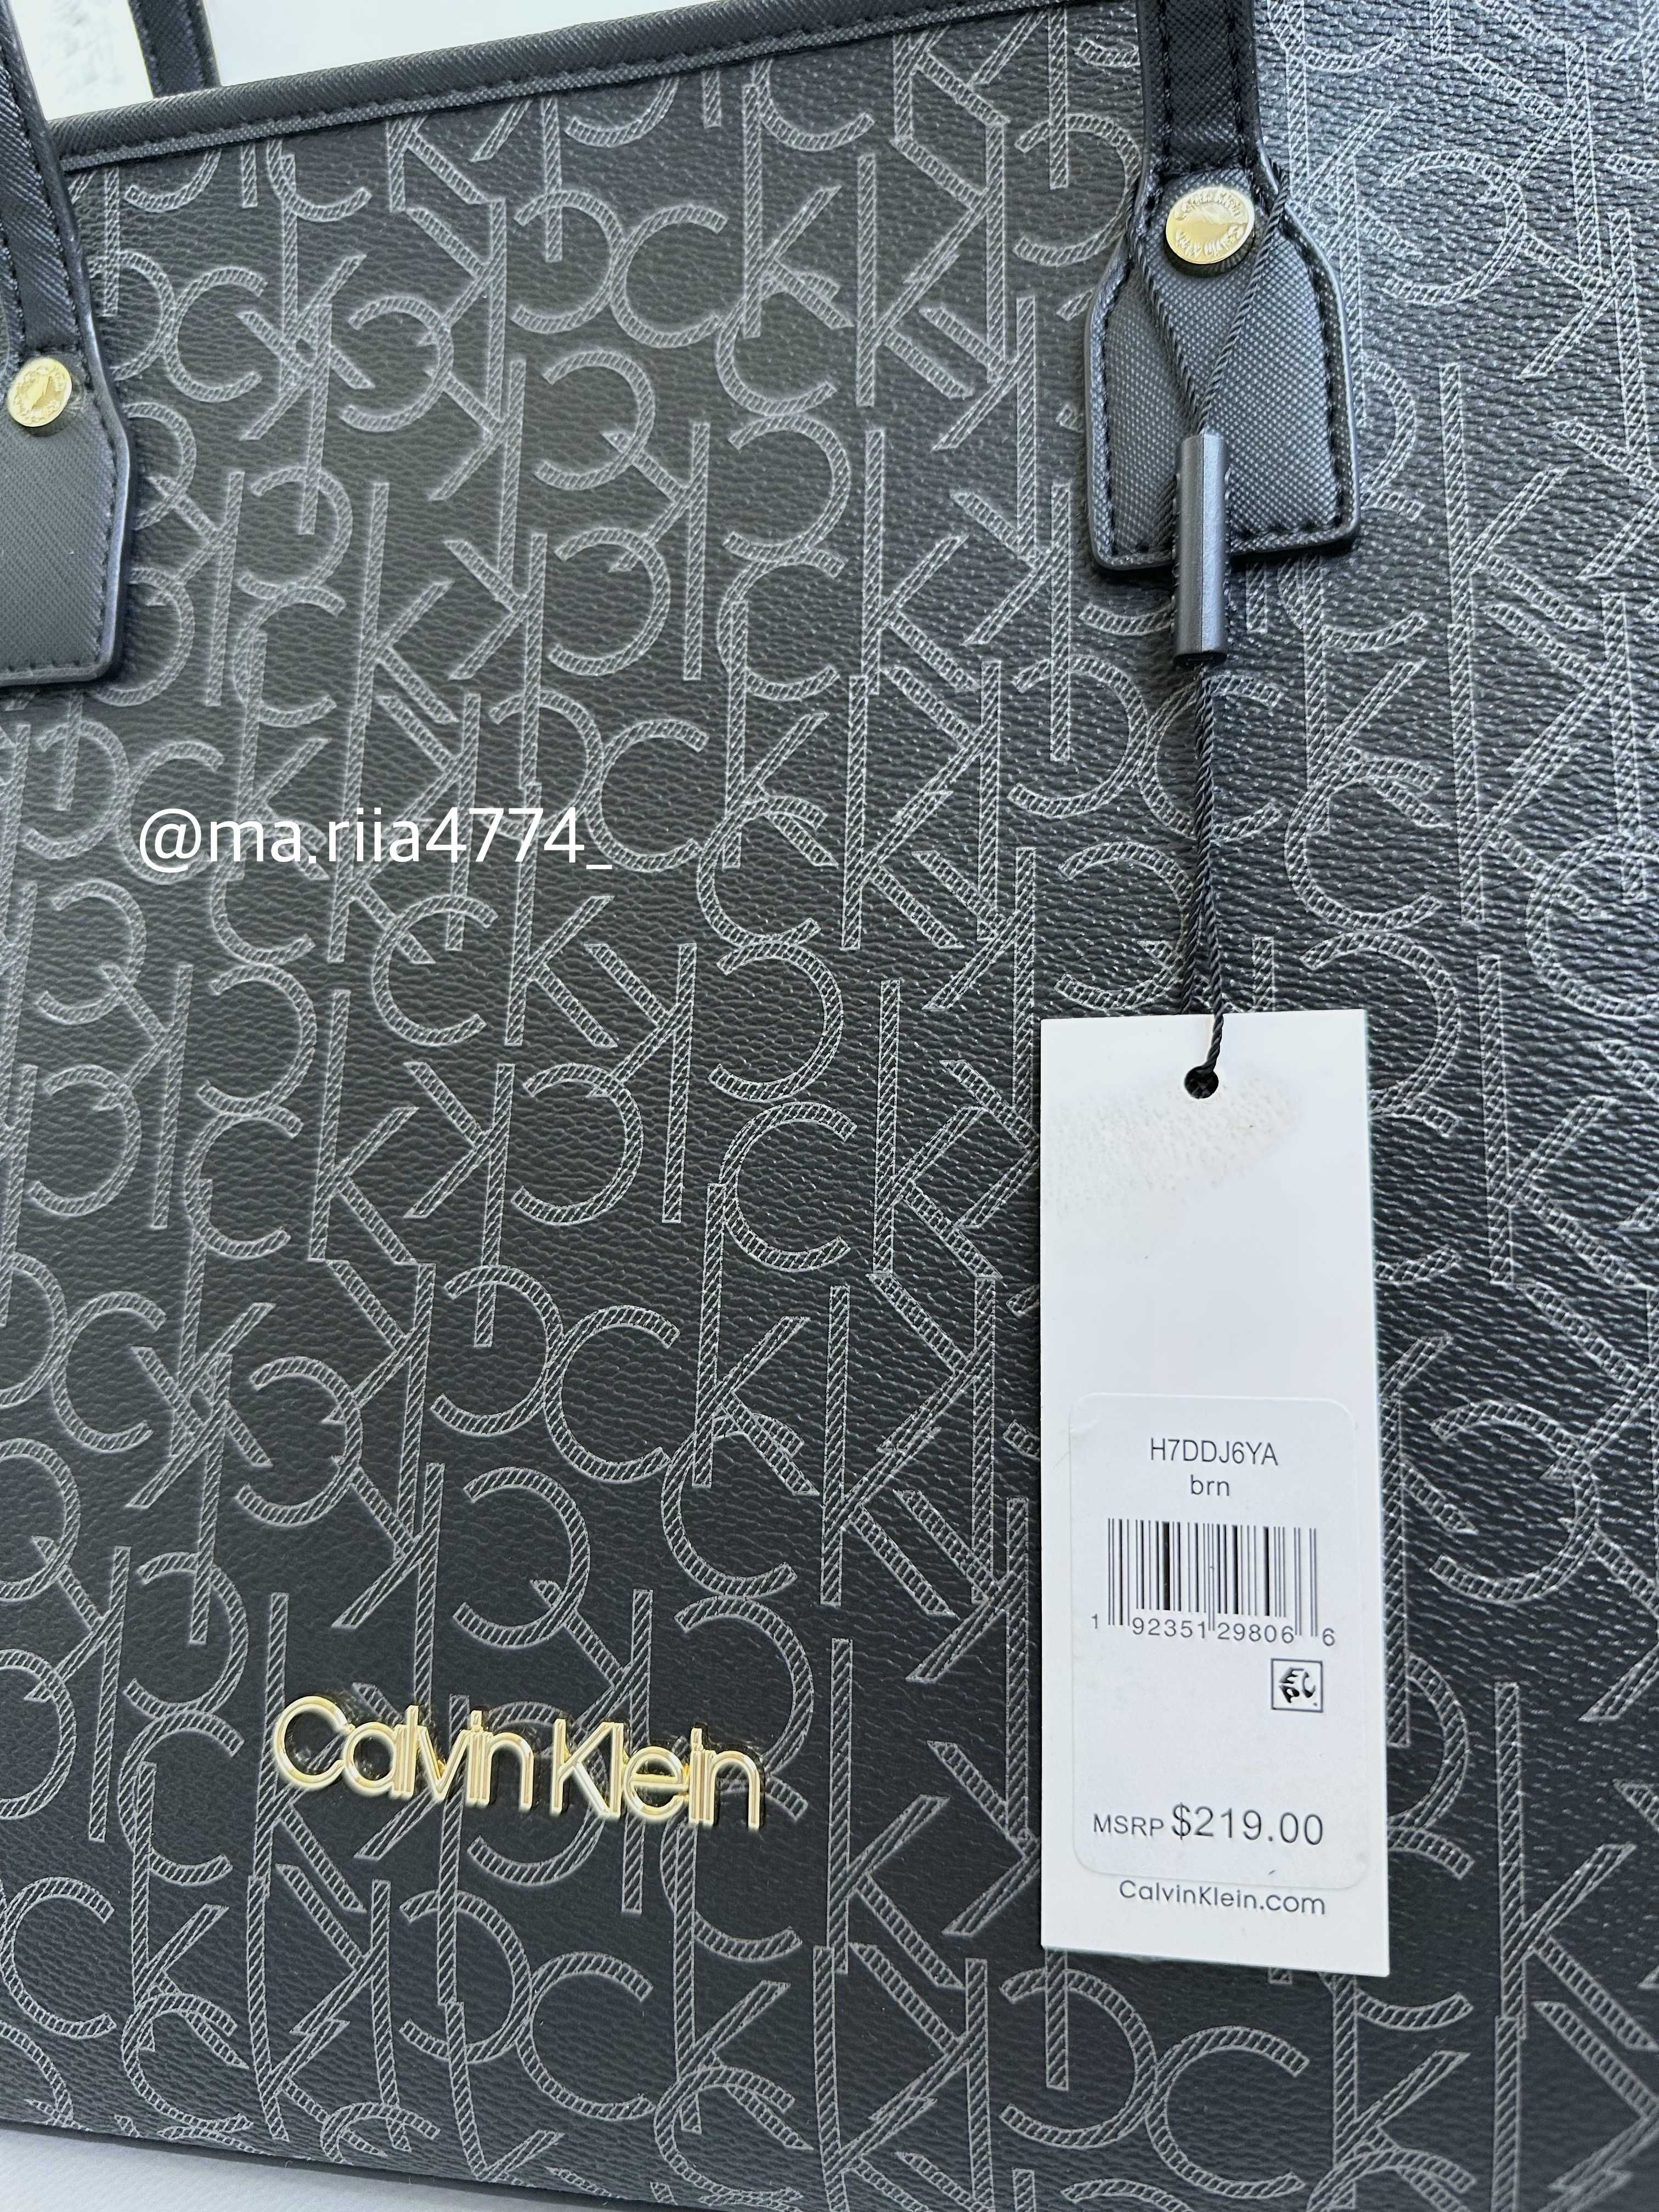 @ma.riia4774_
H7DDJ6YA
brn
1 92351 29806 6
MSRP $219.00
CalvinKlein.com
Calvin Klein